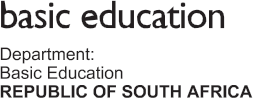 basic education
Department:
Basic Education
REPUBLIC OF SOUTH AFRICA